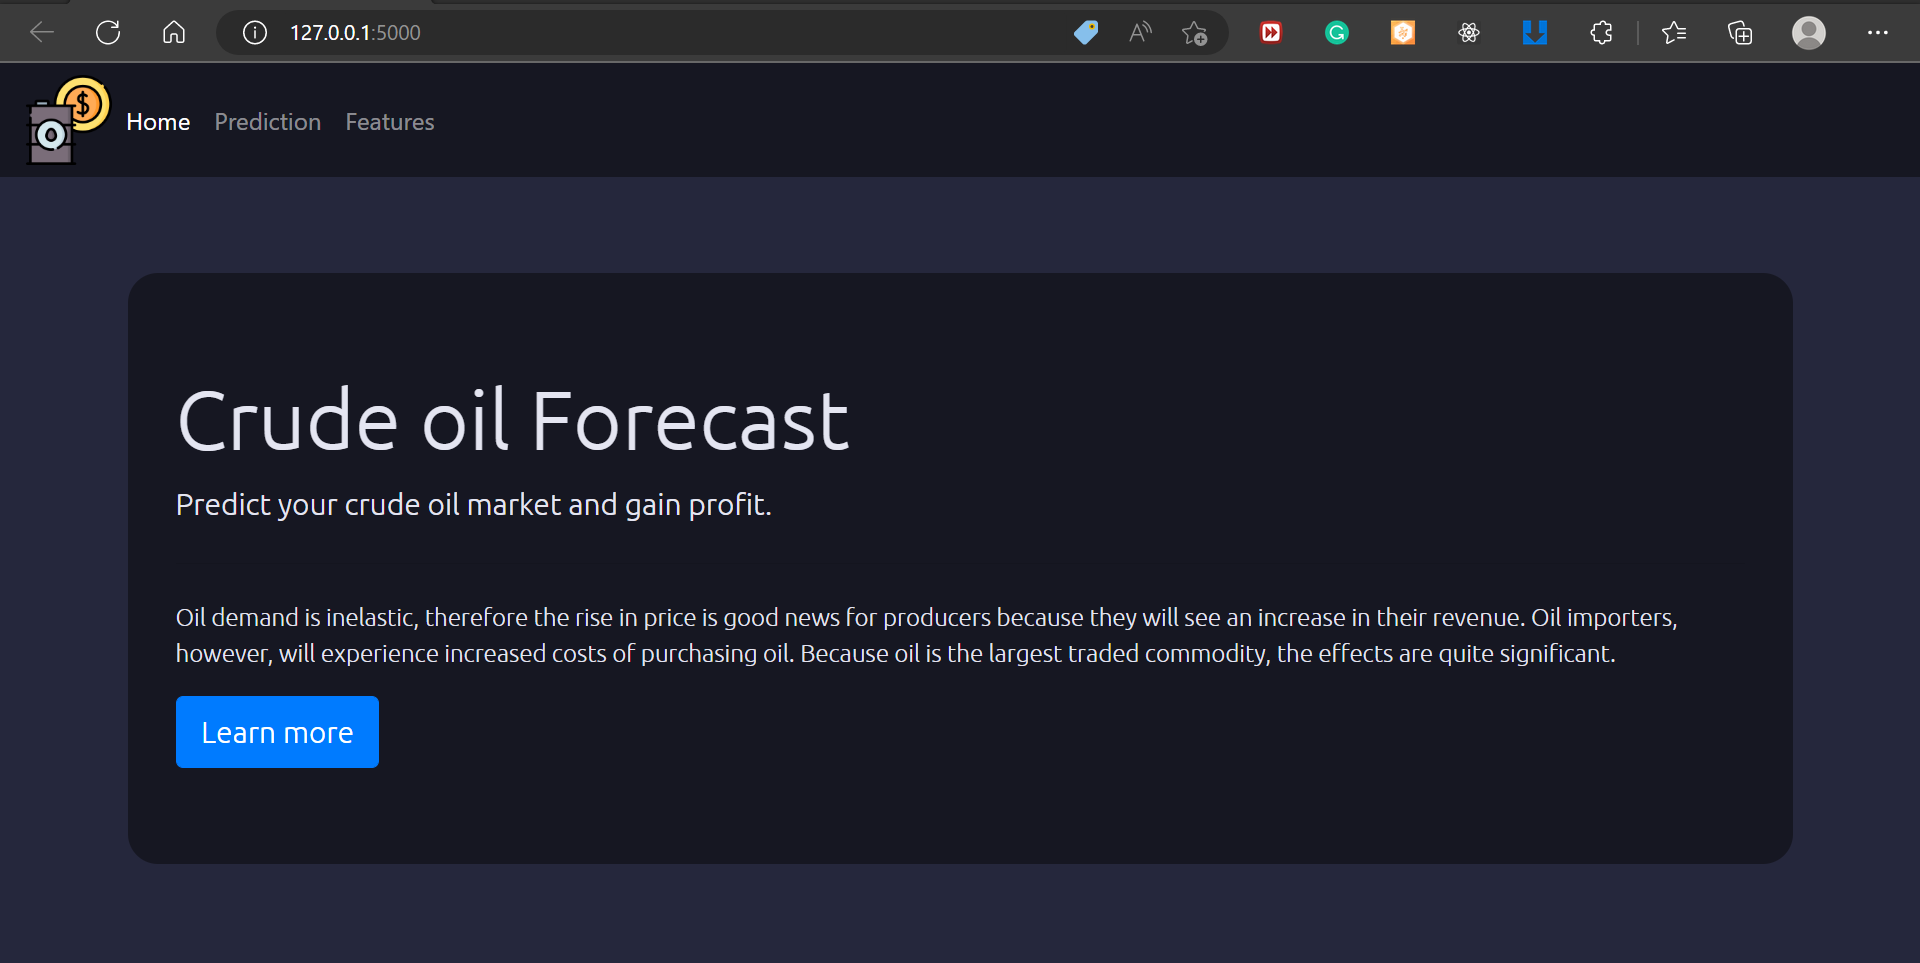 127.0.0.1:5000
Home Prediction Features
Crude oil Forecast
Predict your crude oil market and gain profit.
Oil demand is inelastic, therefore the rise in price is good news for producers because they will see an increase in their revenue. Oil importers,
however, will experience increased costs of purchasing oil. Because oil is the largest traded commodity, the effects are quite significant.
Learn more